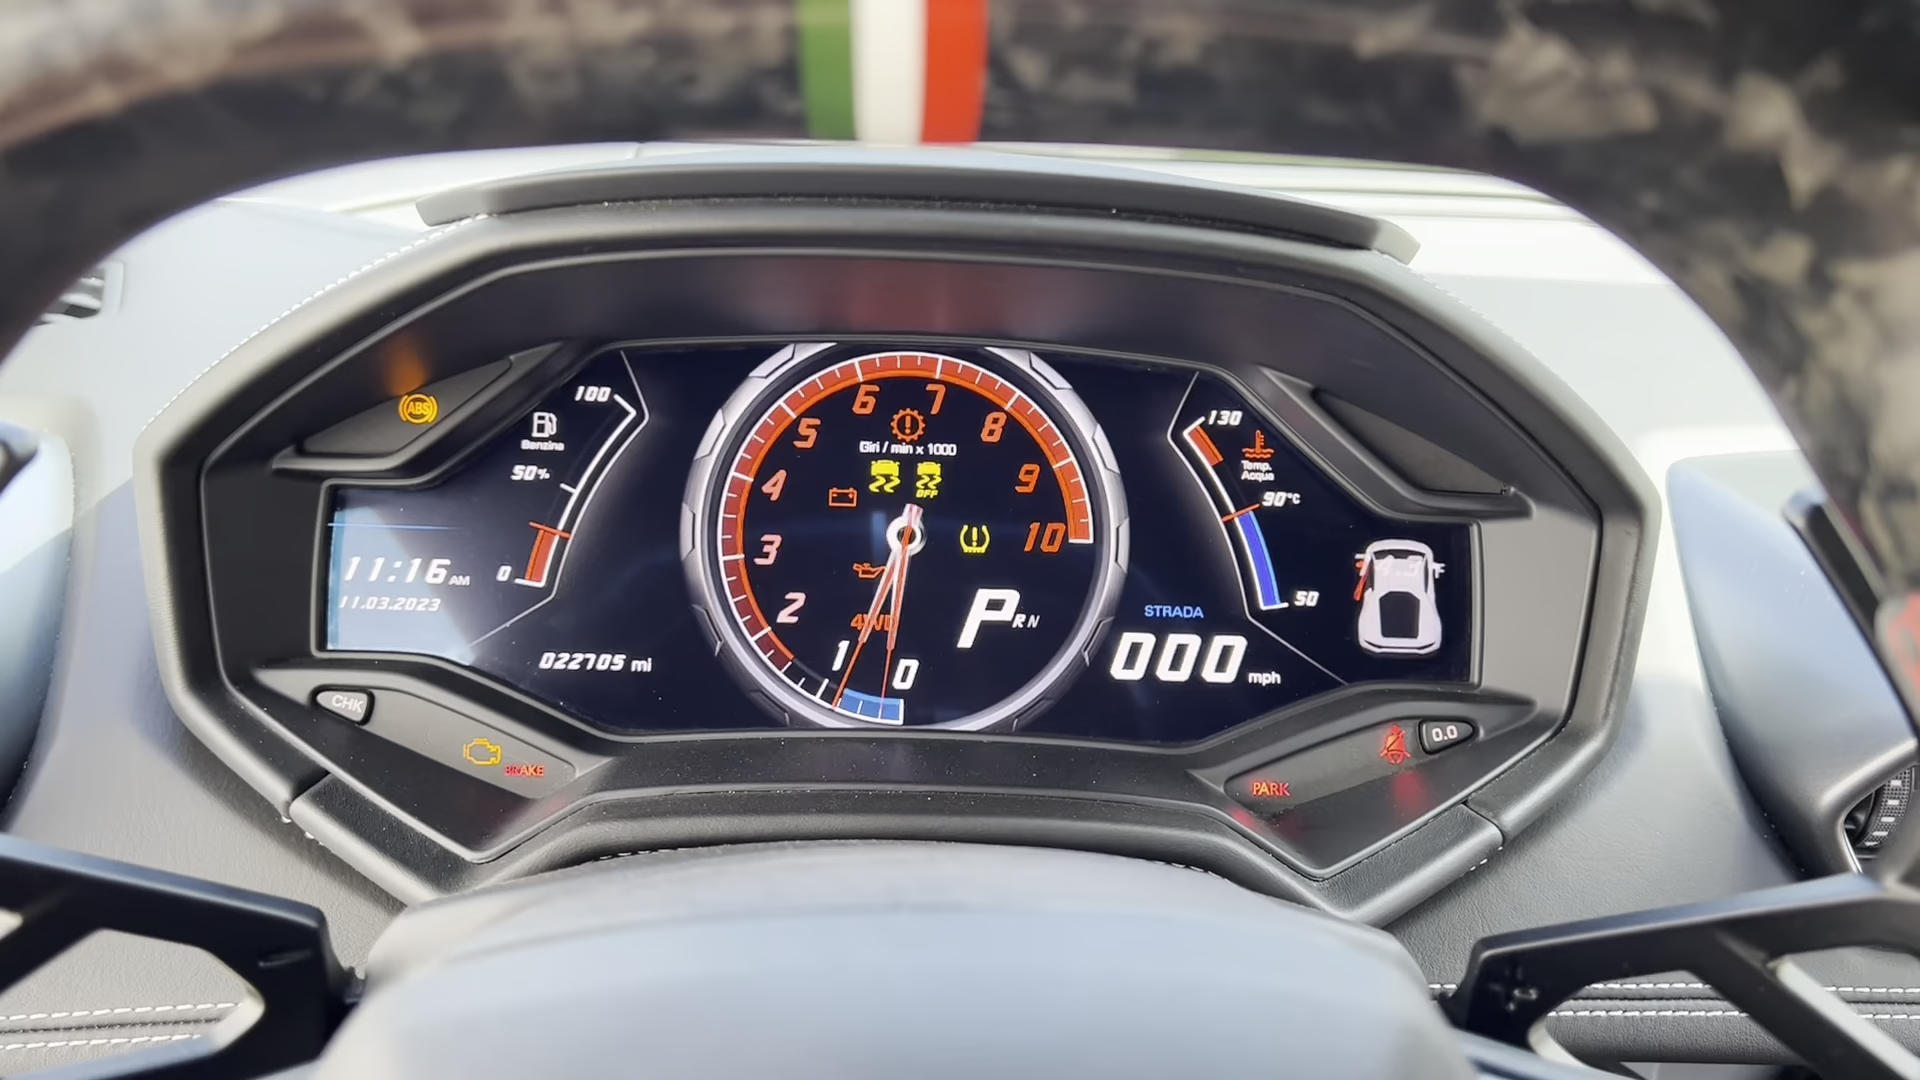 ABS
100
Benzina
50%
0
11:16 AM
11.03.2023
022705 mi
6
7
5
8
Giri / min x 1000
4
9
OFF
3
10
2
4WD
1
0
P R N
STRADA
000 mph
130
Temp.
Acqua
90°C
50
CHK
BRAKE
PARK
0.0